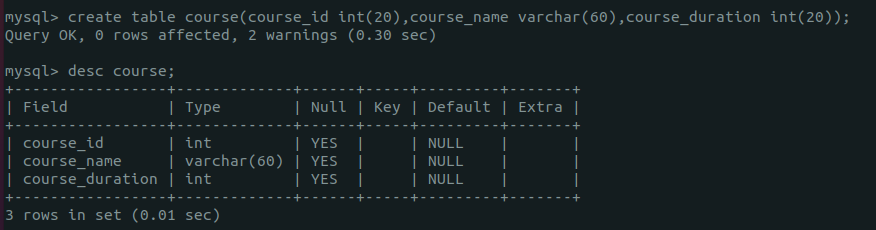 mysql> create table course(course_id int(20),course_name varchar(60),course_duration int(20));
Query OK, 0 rows affected, 2 warnings (0.30 sec)
mysql> desc course;
+-----------------+-------------+------+-----+---------+-------+
| Field           | Type        | Null | Key | Default | Extra |
+-----------------+-------------+------+-----+---------+-------+
| course_id       | int         | YES  |     | NULL    |       |
| course_name     | varchar(60) | YES  |     | NULL    |       |
| course_duration | int         | YES  |     | NULL    |       |
+-----------------+-------------+------+-----+---------+-------+
3 rows in set (0.01 sec)